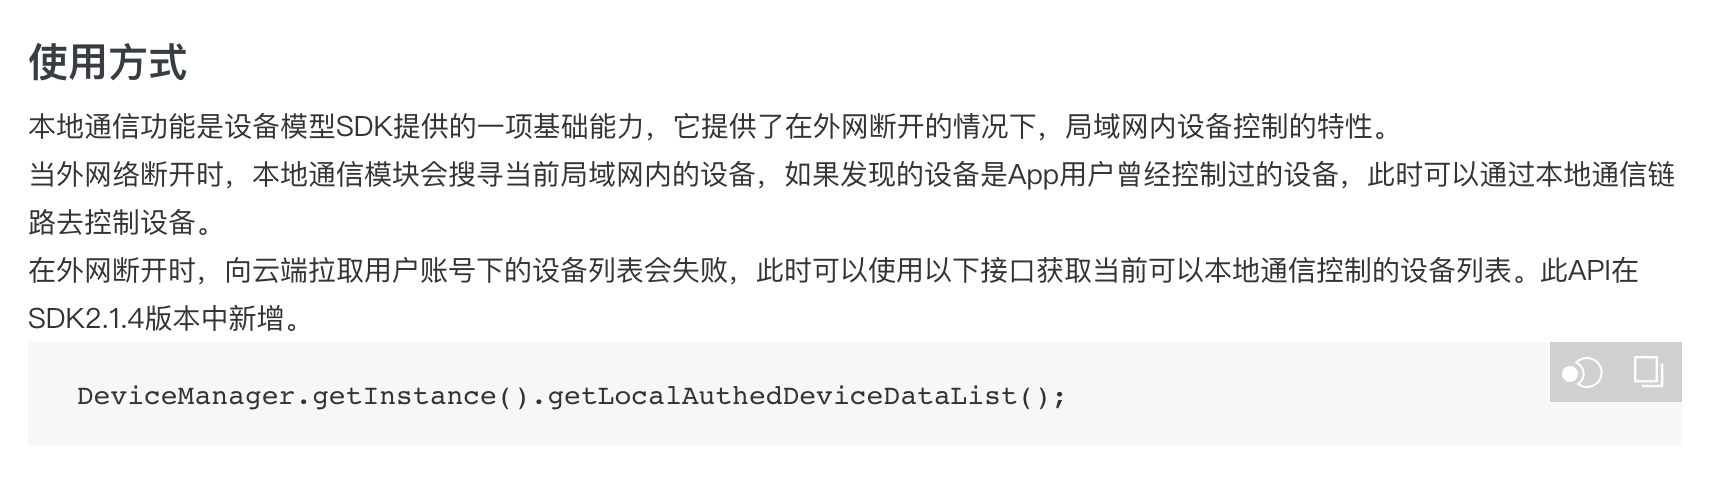 使用方式
本地通信功能是设备模型SDK提供的一项基础能力，它提供了在外网断开的情况下，局域网内设备控制的特性。
当外网络断开时，本地通信模块会搜寻当前局域网内的设备，如果发现的设备是App用户曾经控制过的设备，此时可以通过本地通信链
路去控制设备。
在外网断开时，向云端拉取用户账号下的设备列表会失败，此时可以使用以下接口获取当前可以本地通信控制的设备列表。此API在
SDK2.1.4版本中新增。
DeviceManager.getInstance().getLocalAuthedDeviceDataList();